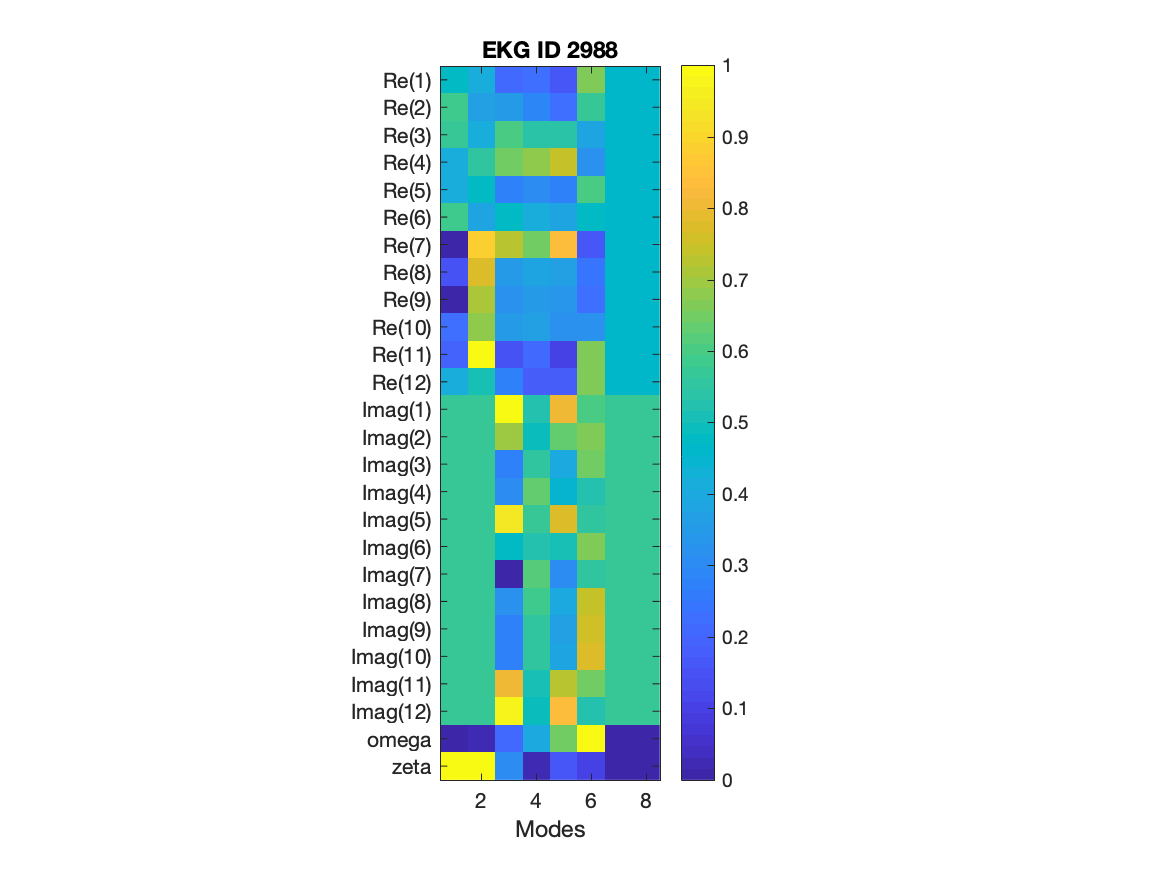 EKG ID 2988
Re(1)
Re(2)
Re(3)
Re(4)
Re(5)
Re(6)
Re(7)
Re(8)
Re(9)
Re(10)
Re(11)
Re(12)
Imag(1)
Imag(2)
Imag(3)
Imag(4)
Imag(5)
Imag(6)
Imag(7)
Imag(8)
Imag(9)
Imag(10)
Imag(11)
Imag(12)
omega
zeta
2 4 6 8
Modes
1
0.9
0.8
0.7
0.6
0.5
0.4
0.3
0.2
0.1
0